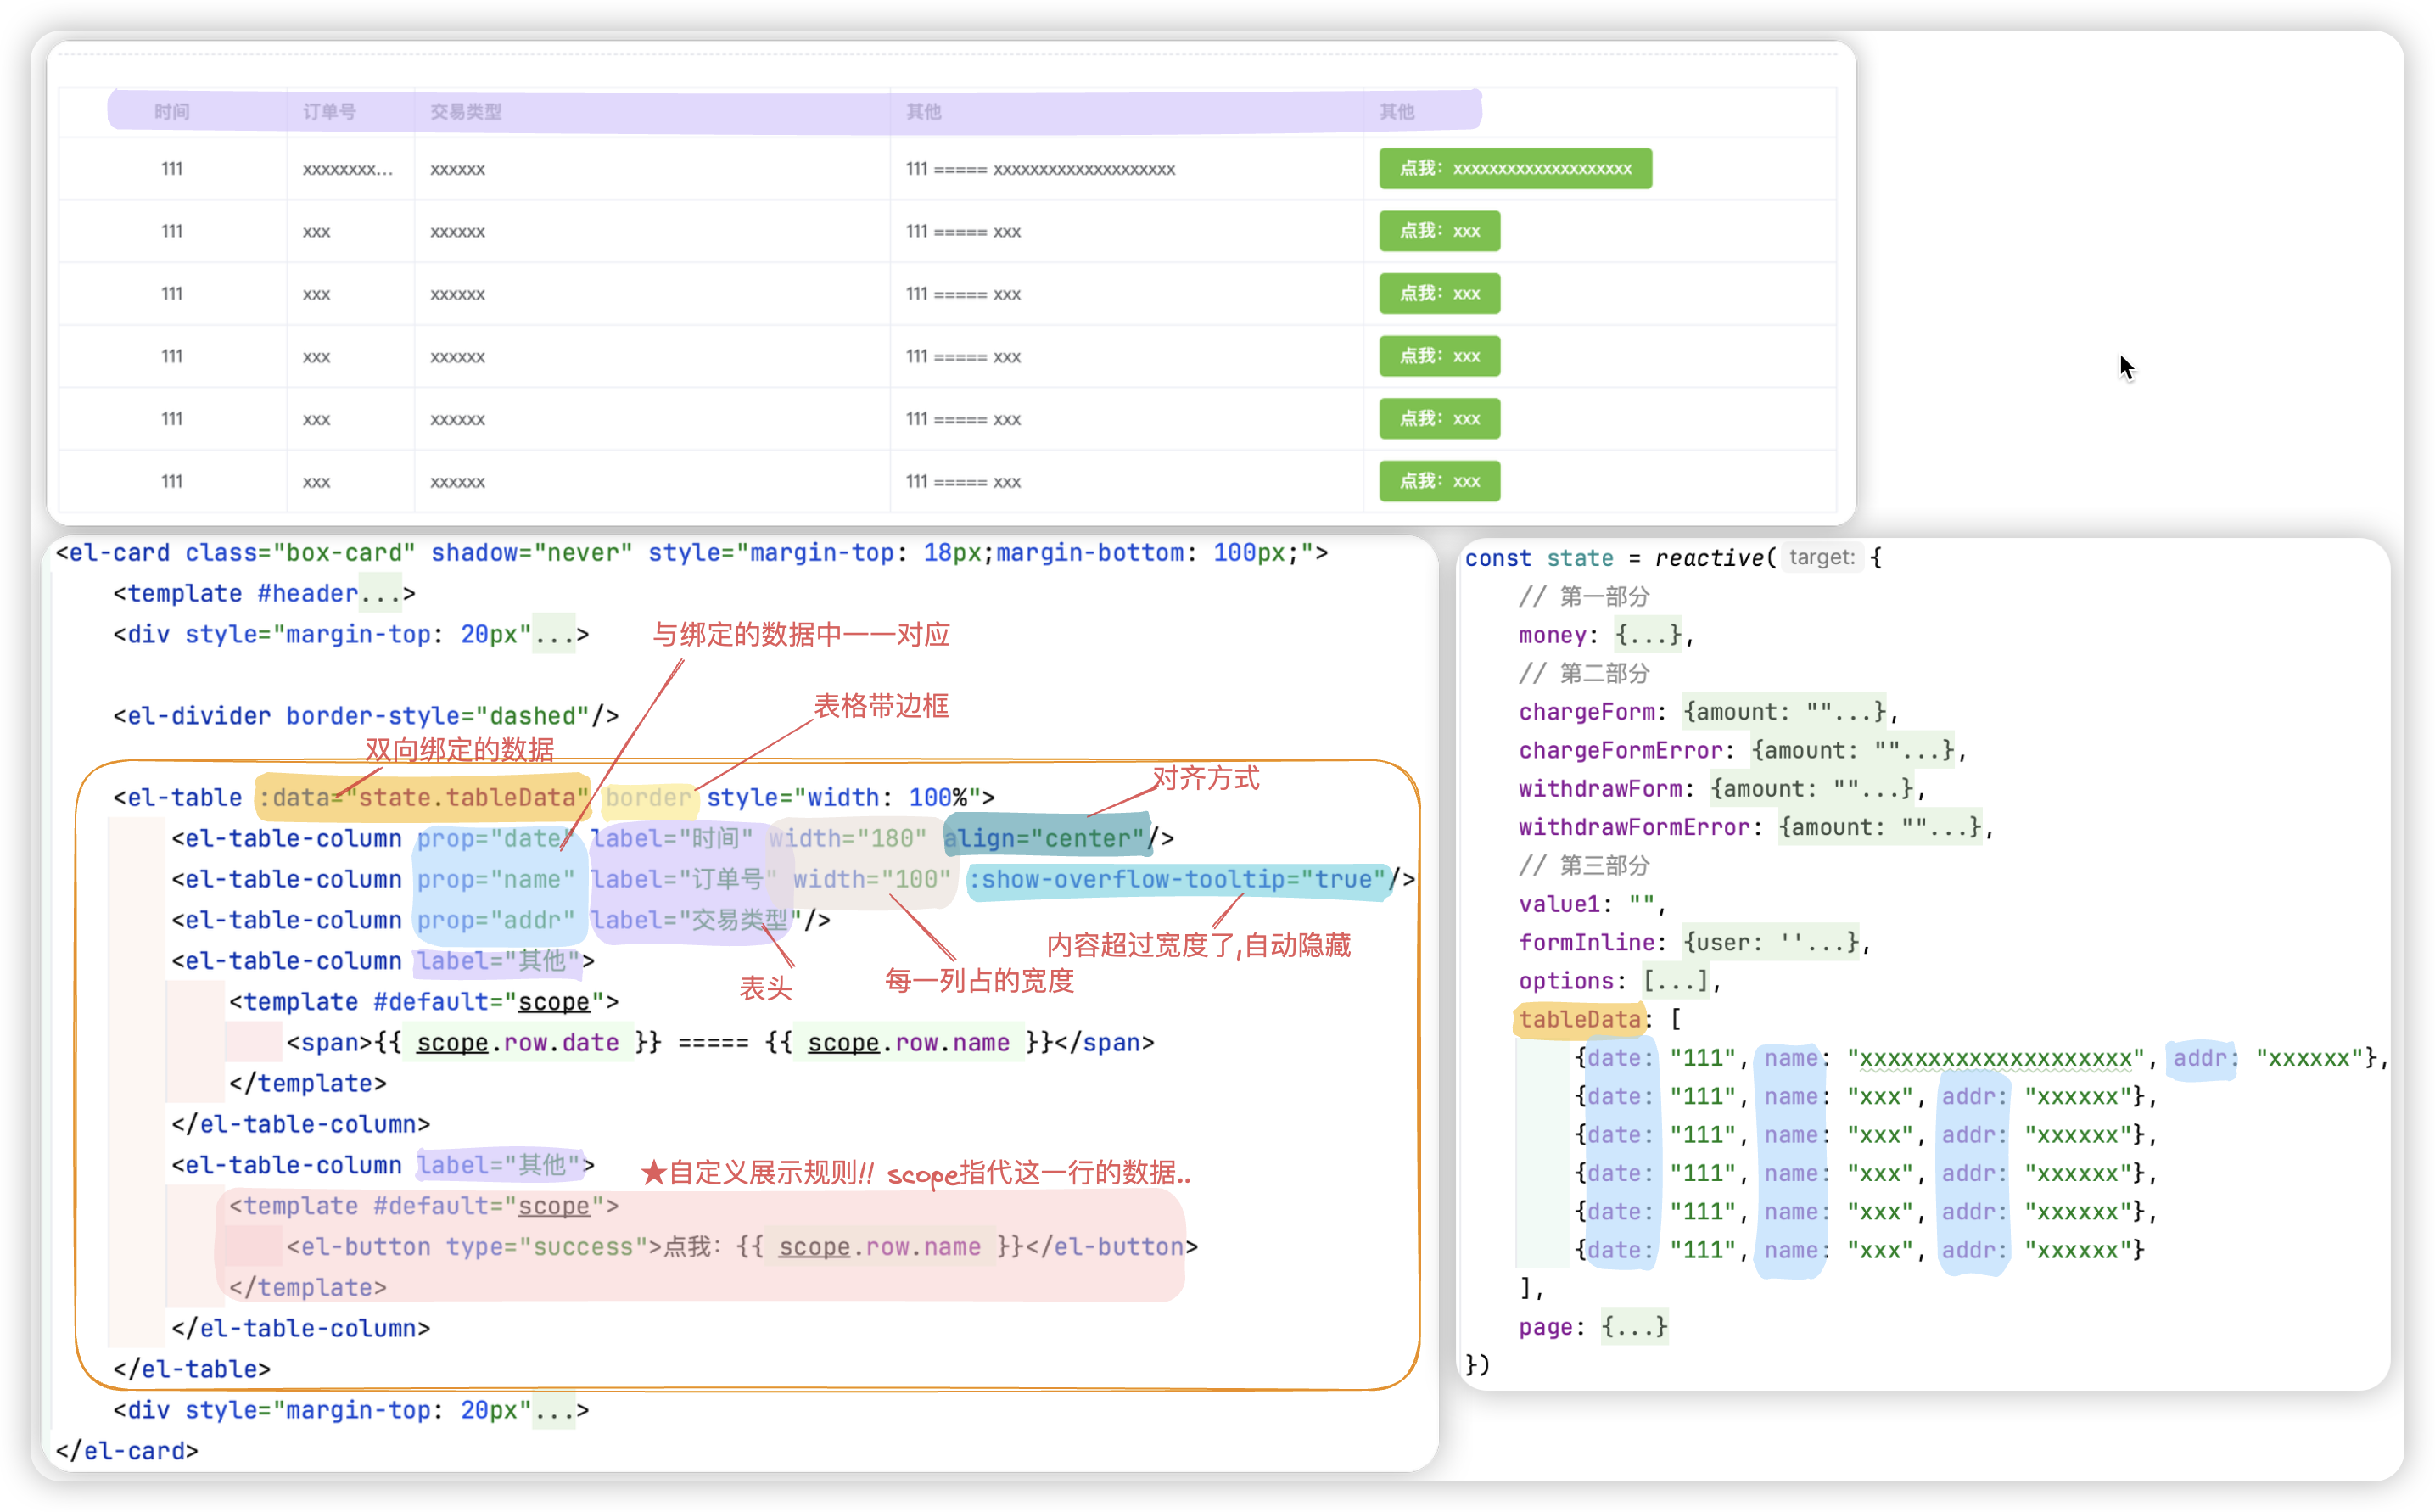 时间 订单号 交易类型 其他 其他
111 xxxxxxxx... xxxxxx 111 ===== xxxxxxxxxxxxxxxxxxxx 点我：xxxxxxxxxxxxxxxxxxxx
111 xxx xxxxxx 111 ===== xxx 点我：xxx
111 xxx xxxxxx 111 ===== xxx 点我：xxx
111 xxx xxxxxx 111 ===== xxx 点我：xxx
111 xxx xxxxxx 111 ===== xxx 点我：xxx
111 xxx xxxxxx 111 ===== xxx 点我：xxx
<el-card class="box-card" shadow="never" style="margin-top: 18px;margin-bottom: 100px;">
<template #header...>
<div style="margin-top: 20px"...>
与绑定的数据中一一对应
表格带边框
<el-divider border-style="dashed"/>
双向绑定的数据
对齐方式
<el-table :data="state.tableData" border style="width: 100%">
<el-table-column prop="date" label="时间" width="180" align="center"/>
<el-table-column prop="name" label="订单号" width="100" :show-overflow-tooltip="true"/>
<el-table-column prop="addr" label="交易类型"/>
内容超过宽度了,自动隐藏
<el-table-column label="其他">
每一列占的宽度
表头
<template #default="scope">
<span>{{ scope.row.date }} ===== {{ scope.row.name }}</span>
</template>
</el-table-column>
<el-table-column label="其他">
★自定义展示规则!! scope指代这一行的数据..
<template #default="scope">
<el-button type="success">点我：{{ scope.row.name }}</el-button>
</template>
</el-table-column>
</el-table>
<div style="margin-top: 20px"...>
</el-card>
const state = reactive( target: {
// 第一部分
money: {...},
// 第二部分
chargeForm: {amount: ""...},
chargeFormError: {amount: ""...},
withdrawForm: {amount: ""...},
withdrawFormError: {amount: ""...},
// 第三部分
value1: "",
formInline: {user: ''...},
options: [...],
tableData: [
{date: "111", name: "xxxxxxxxxxxxxxxxxxxx", addr: "xxxxxx"},
{date: "111", name: "xxx", addr: "xxxxxx"},
{date: "111", name: "xxx", addr: "xxxxxx"},
{date: "111", name: "xxx", addr: "xxxxxx"},
{date: "111", name: "xxx", addr: "xxxxxx"},
{date: "111", name: "xxx", addr: "xxxxxx"}
],
page: {...}
})